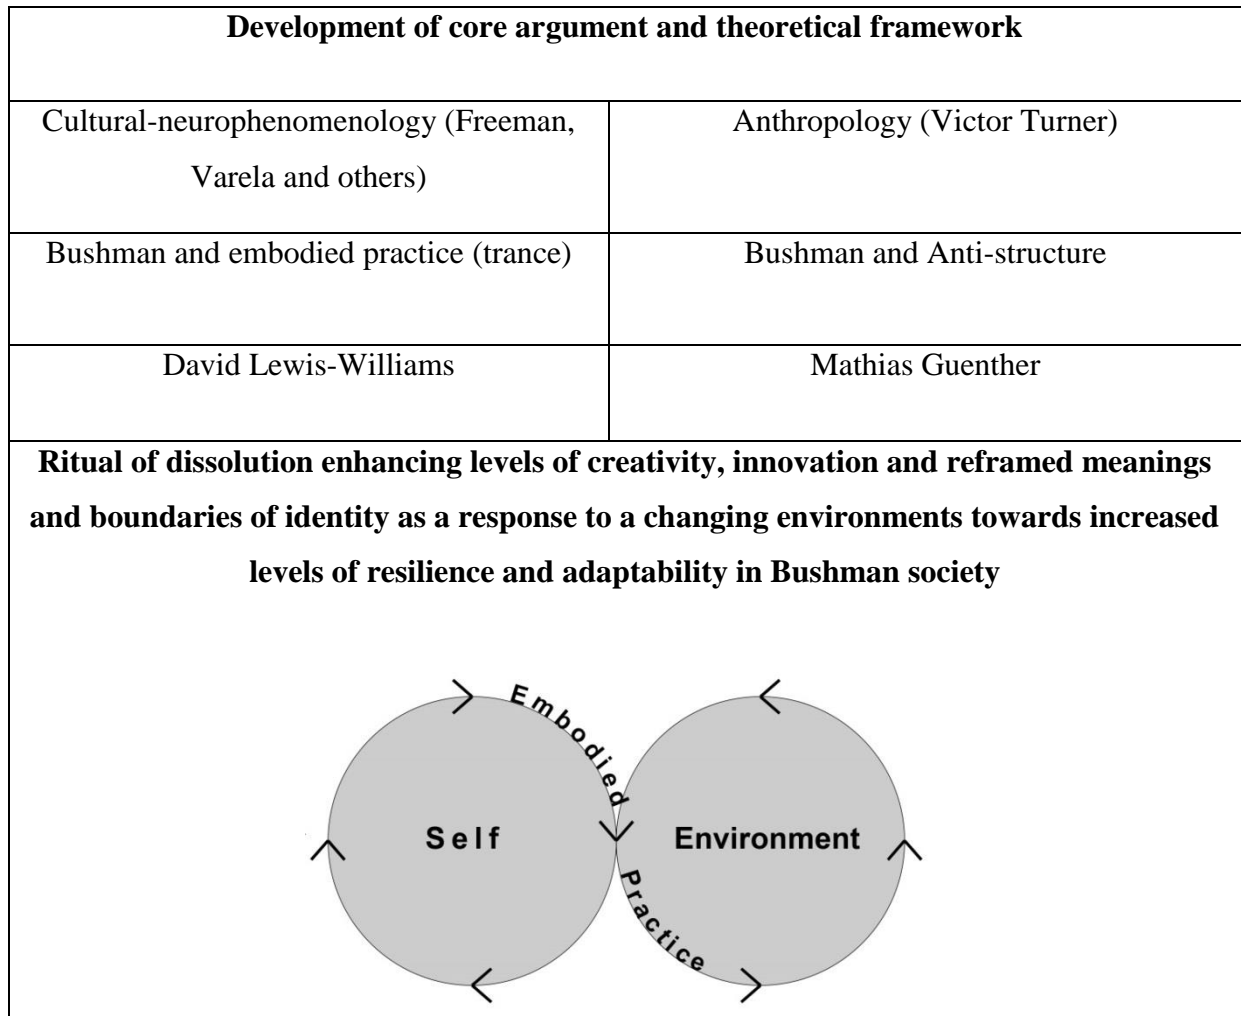 Development of core argument and theoretical framework
Cultural-neurophenomenology (Freeman,
Varela and others)
Anthropology (Victor Turner)
Bushman and embodied practice (trance)
Bushman and Anti-structure
David Lewis-Williams
Mathias Guenther
Ritual of dissolution enhancing levels of creativity, innovation and reframed meanings
and boundaries of identity as a response to a changing environments towards increased
levels of resilience and adaptability in Bushman society
Embodied
Self
Environment
Practice